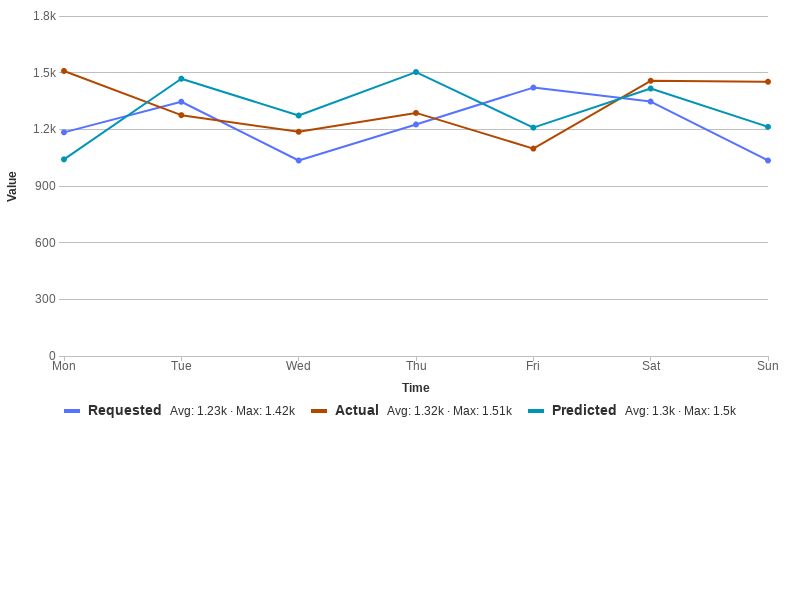 1.8k
1.5k
1.2k
900
600
300
0
Value
Mon Tue Wed Thu Fri Sat Sun
Time
Requested Avg: 1.23k · Max: 1.42k Actual Avg: 1.32k · Max: 1.51k Predicted Avg: 1.3k · Max: 1.5k